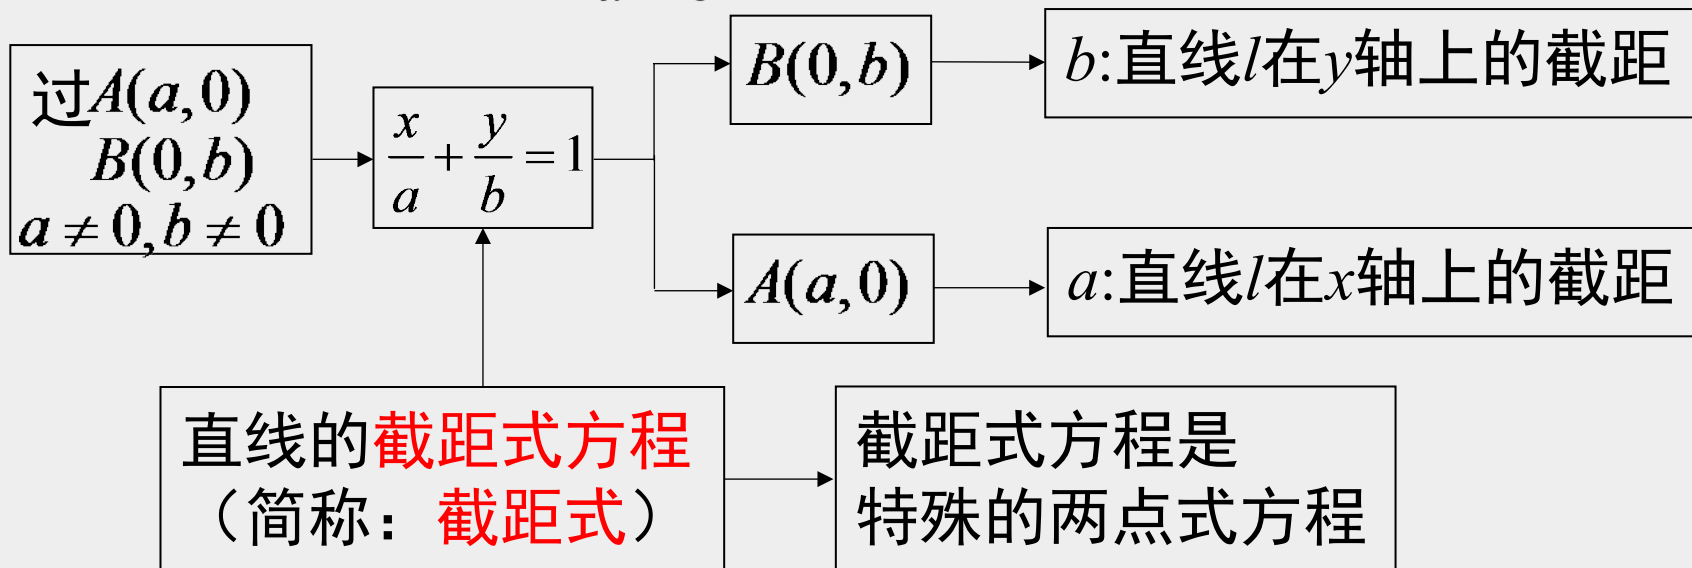 过A(a,0)
B(0,b)
a ≠ 0,b ≠ 0
x/a + y/b = 1
B(0,b)
b:直线l在y轴上的截距
A(a,0)
a:直线l在x轴上的截距
直线的截距式方程
（简称：截距式）
截距式方程是
特殊的两点式方程